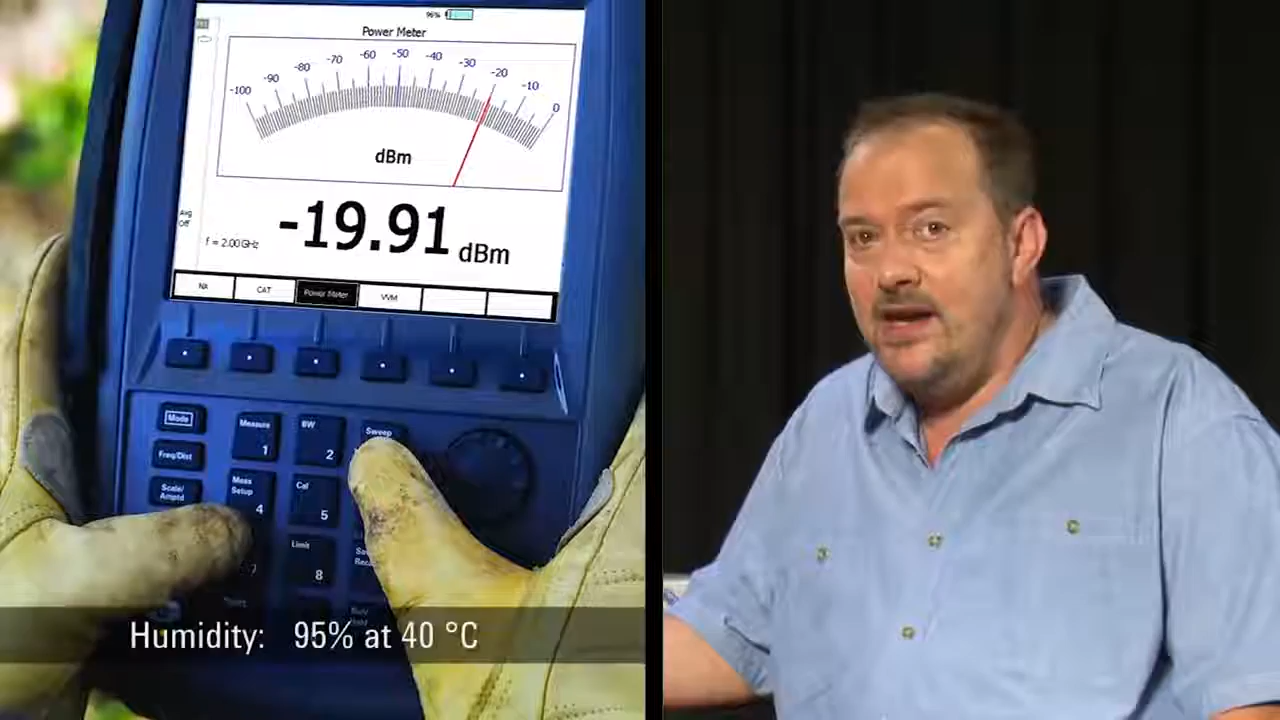 96%
Power Meter
-100 -90 -80 -70 -60 -50 -40 -30 -20 -10 0
dBm
Avg
Off
-19.91 dBm
f = 2.00 GHz
NA CAT Power Meter VVM
Mode
Measure 1
BW 2
Sweep
Freq/Dist
Meas
Setup 4
Cal 5
Scale/
Amptd
Limit 8
7
Humidity: 95% at 40 °C